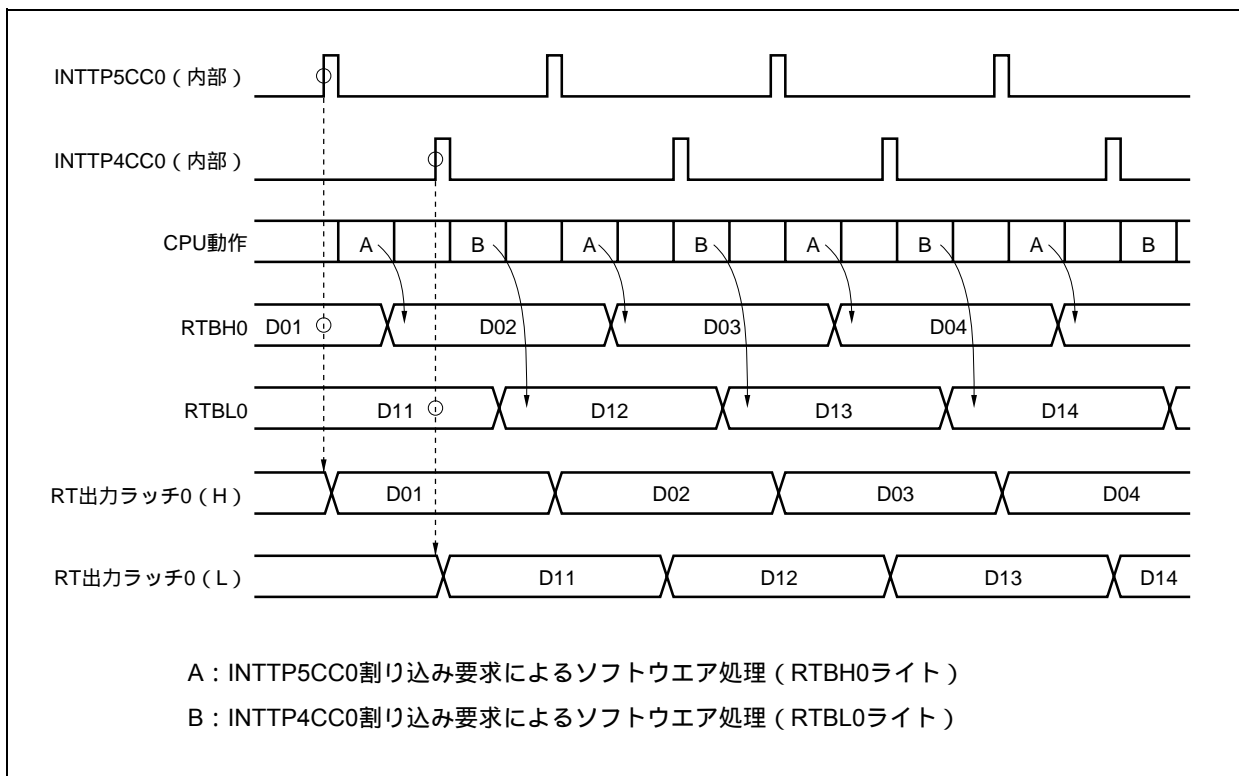 INTTP5CC0（内部）
INTTP4CC0（内部）
CPU動作 A B A B A B A B
RTBH0 D01 D02 D03 D04
RTBL0 D11 D12 D13 D14
RT出力ラッチ0（H） D01 D02 D03 D04
RT出力ラッチ0（L） D11 D12 D13 D14
A：INTTP5CC0割り込み要求によるソフトウエア処理（RTBH0ライト）
B：INTTP4CC0割り込み要求によるソフトウエア処理（RTBL0ライト）